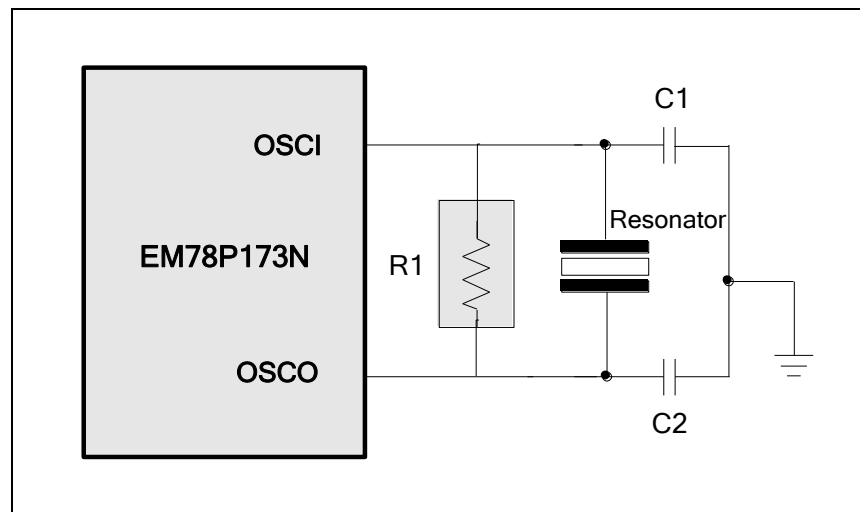 C1
OSCI
Resonator
EM78P173N
R1
OSCO
C2